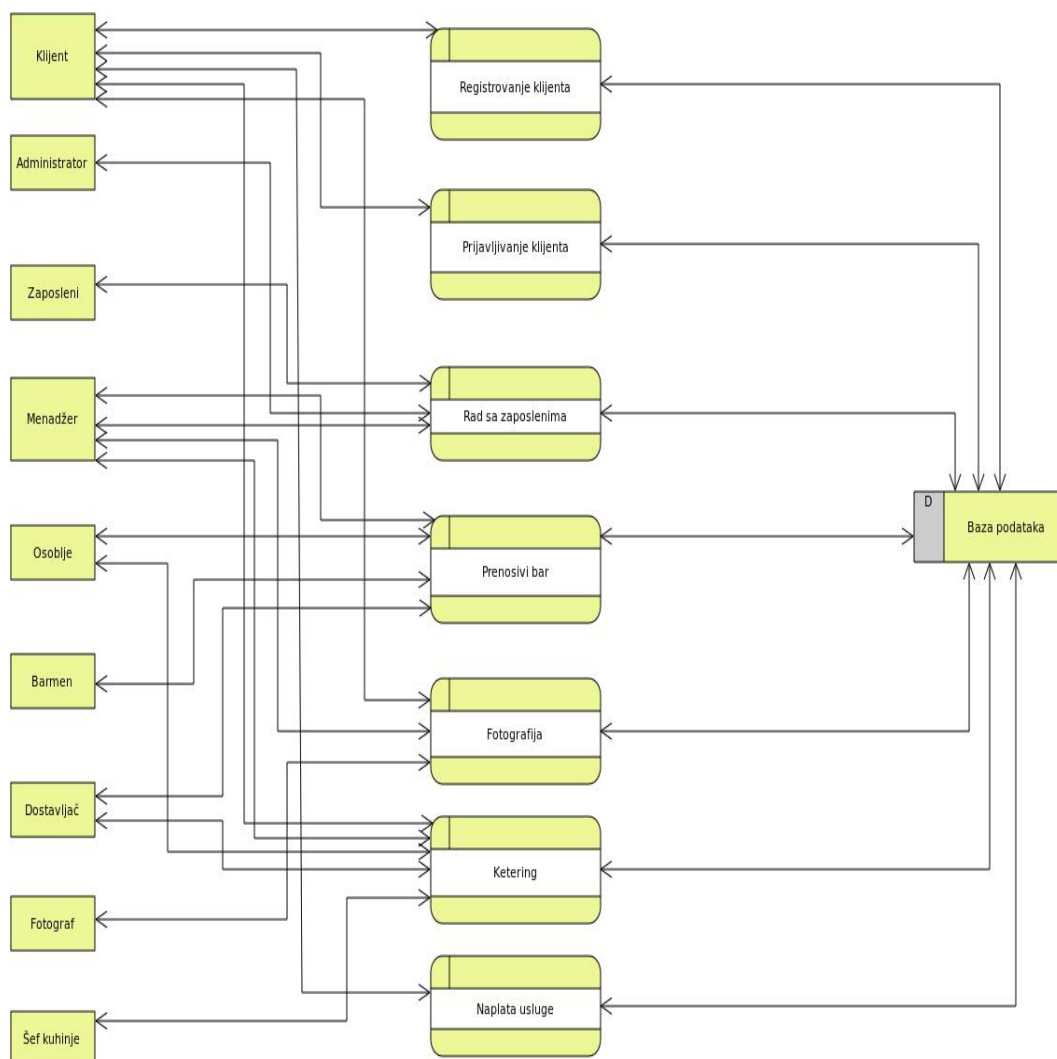 Klijent
Administrator
Zaposleni
Menadžer
Osoblje
Barmen
Dostavljač
Fotograf
Šef kuhinje
Registrovanje klijenta
Prijavljivanje klijenta
Rad sa zaposlenima
Prenosivi bar
Fotografija
Ketering
Naplata usluge
D
Baza podataka